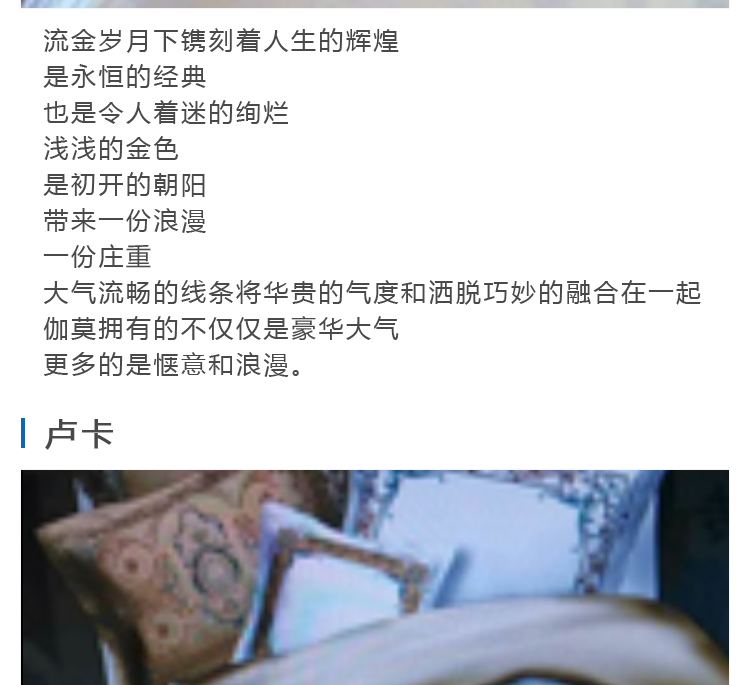 流金岁月下镌刻着人生的辉煌
是永恒的经典
也是令人着迷的绚烂
浅浅的金色
是初开的朝阳
带来一份浪漫
一份庄重
大气流畅的线条将华贵的气度和洒脱巧妙的融合在一起
伽莫拥有的不仅仅是豪华大气
更多的是惬意和浪漫。
卢卡